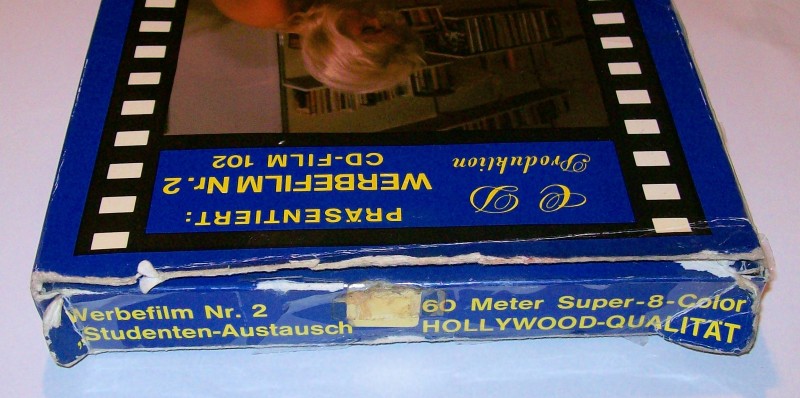 C D
Produktion
PRÄSENTIERT:
WERBEFILM Nr. 2
CD-FILM 102
Werbefilm Nr. 2
"Studenten-Austausch"
60 Meter Super-8-Color
HOLLYWOOD-QUALITÄT